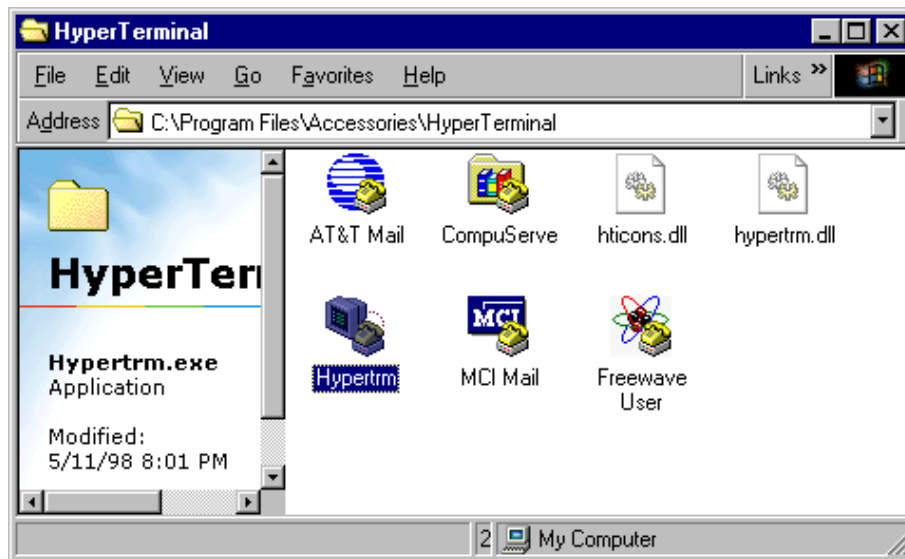 HyperTerminal
File Edit View Go Favorites Help Links »
Address C:\Program Files\Accessories\HyperTerminal
HyperTer
Hypertrm.exe
Application
Modified:
5/11/98 8:01 PM
AT&T Mail CompuServe hticons.dll hypertrm.dll
MCI
Hypertrm MCI Mail Freewave
User
2 My Computer